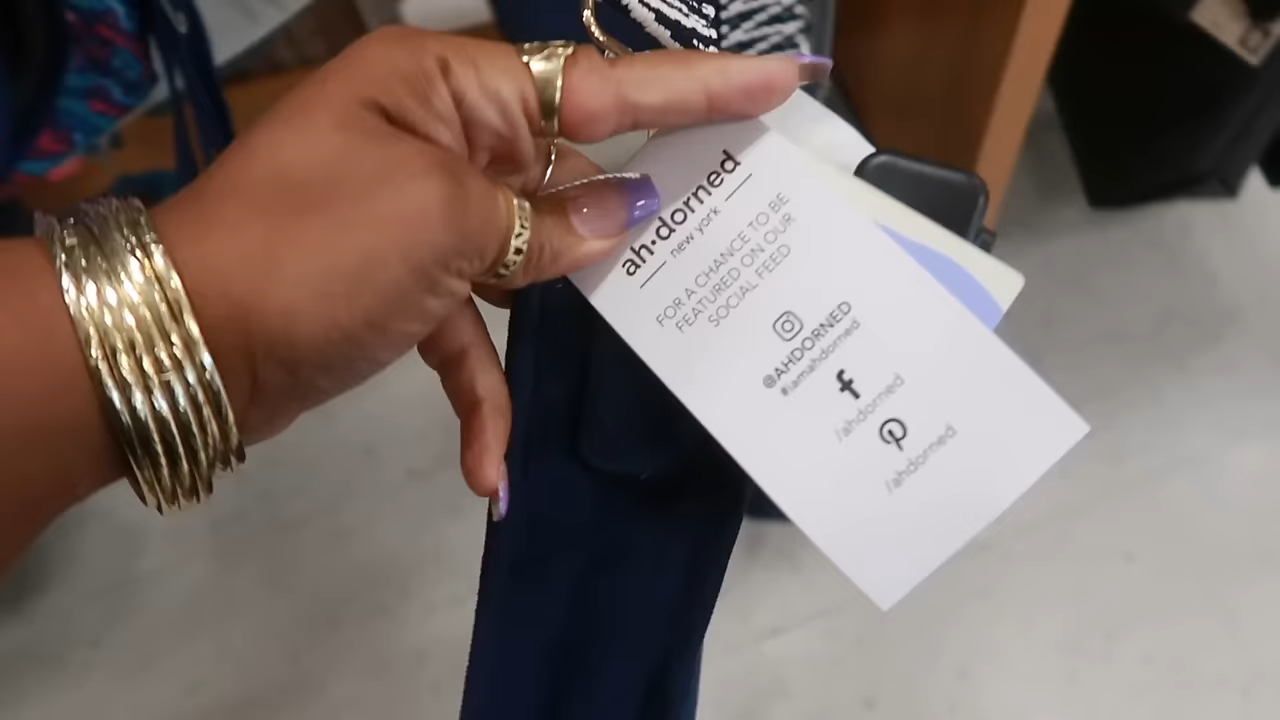 ah·dorned
new york
FOR A CHANCE TO BE
FEATURED ON OUR
SOCIAL FEED
@AHDORNED
#iamahdorned
/ahdorned
/ahdorned